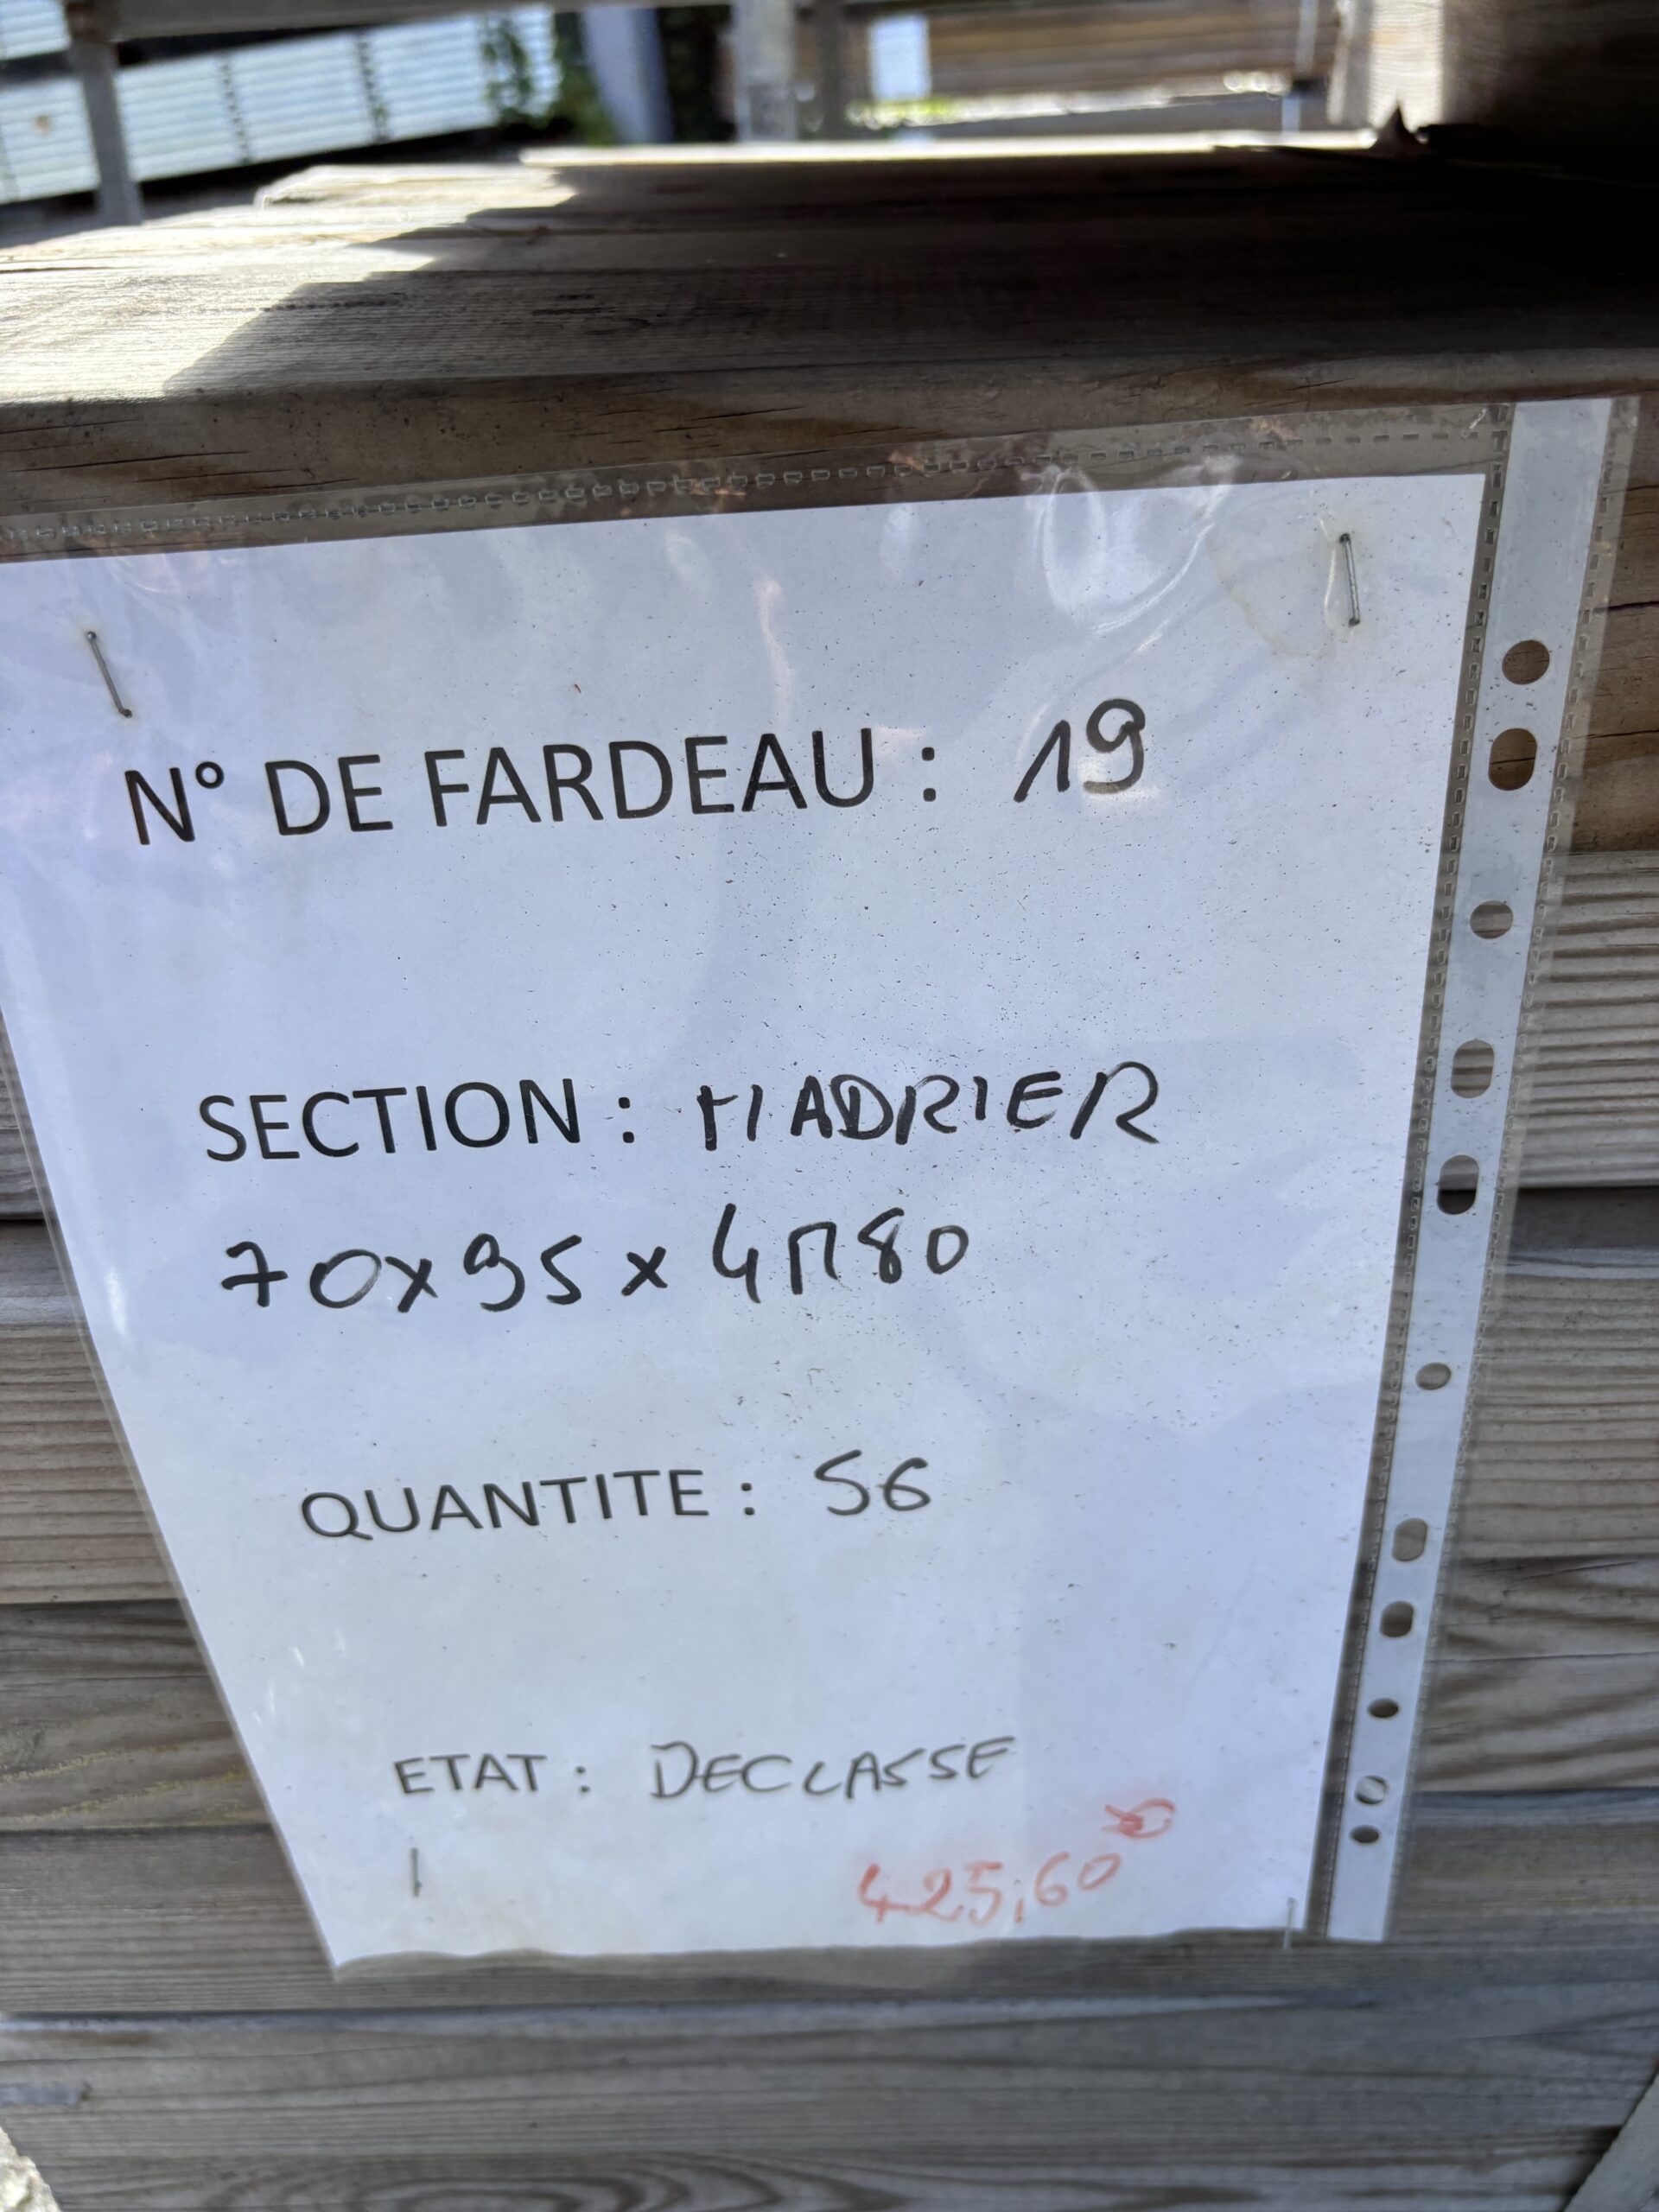 N° DE FARDEAU : 19
SECTION : MADRIER
70x95x4M80
QUANTITE : 56
ETAT : DECLASSE
425,60